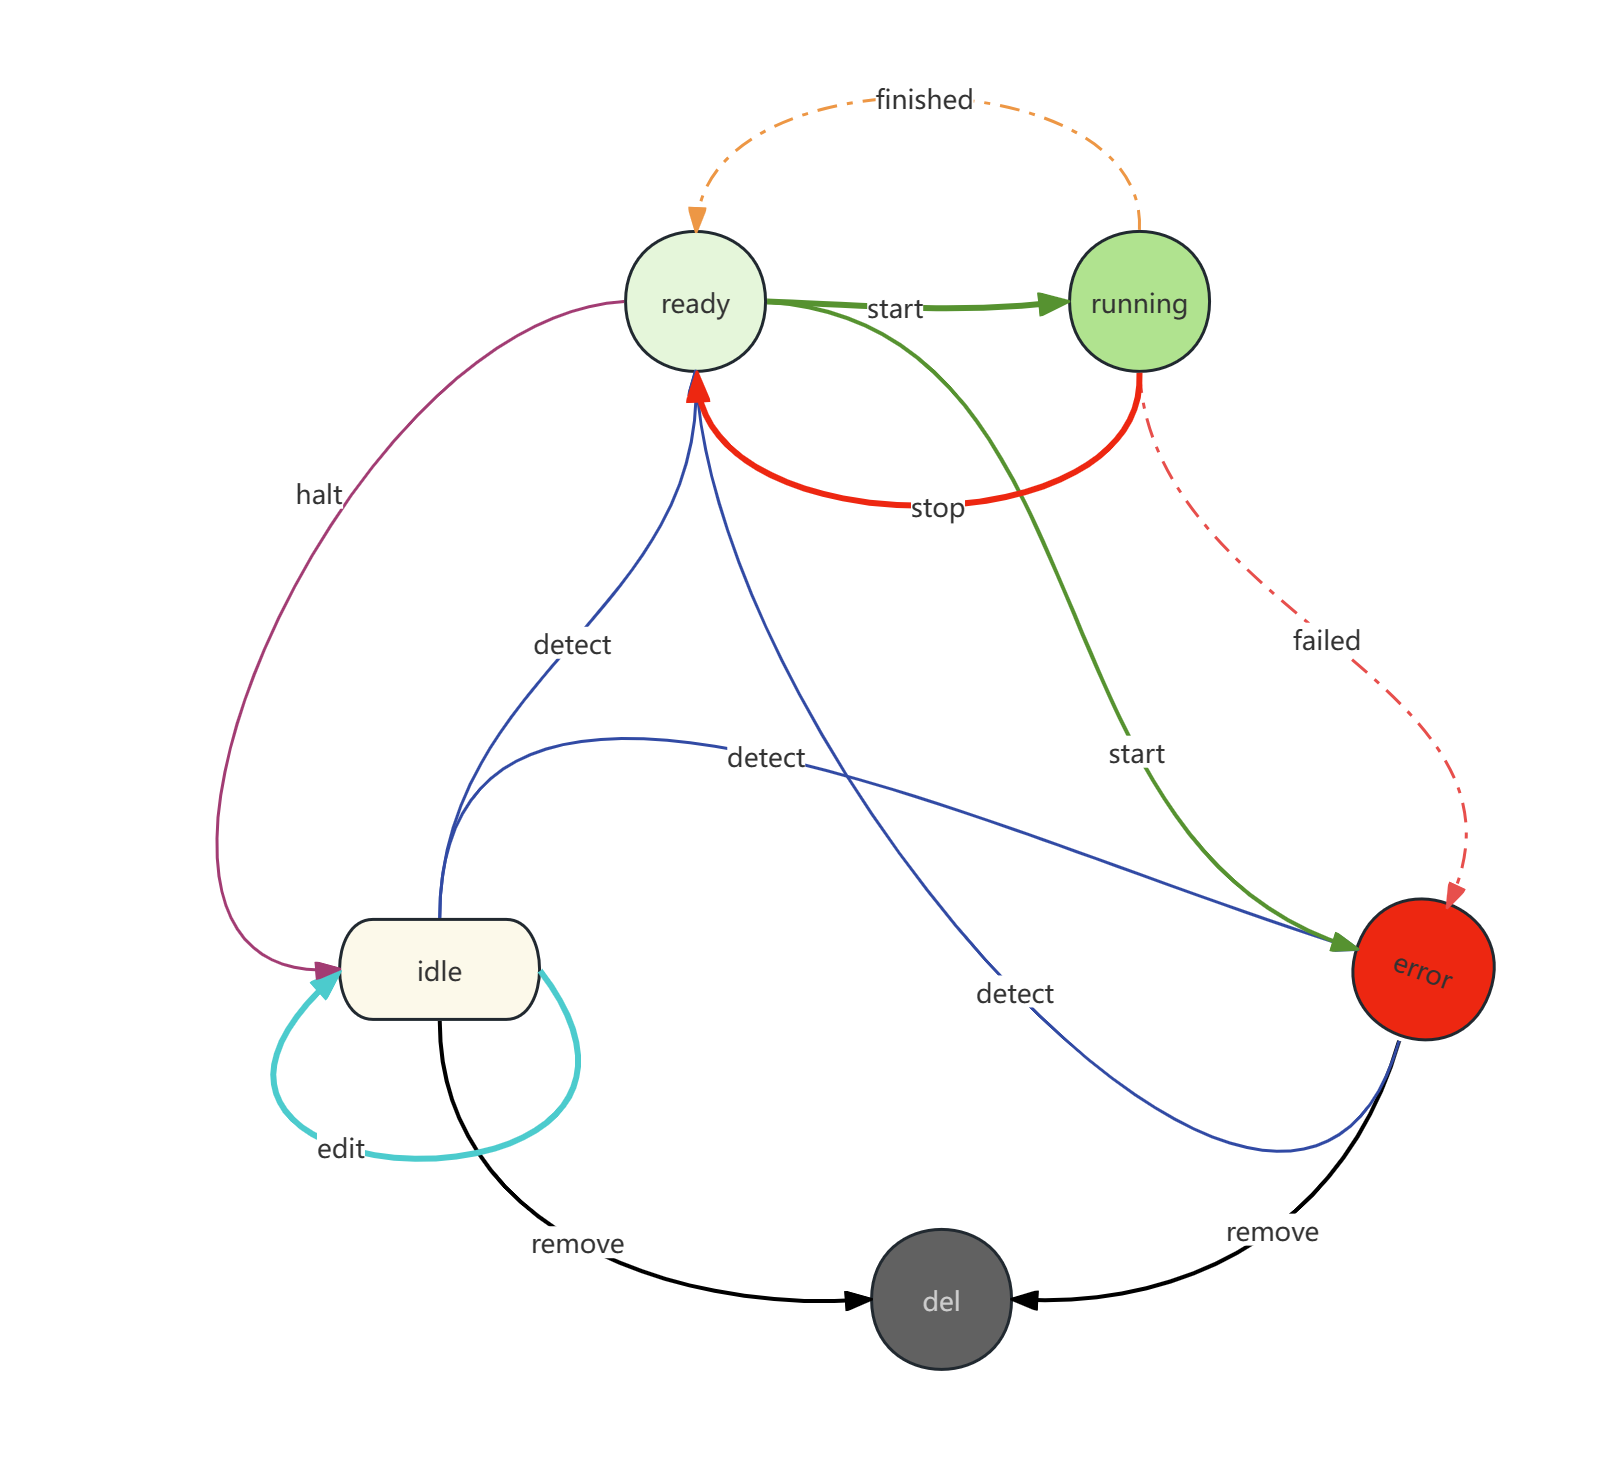 finished
ready
start
running
halt
stop
detect
failed
detect
start
idle
error
detect
edit
remove
remove
del